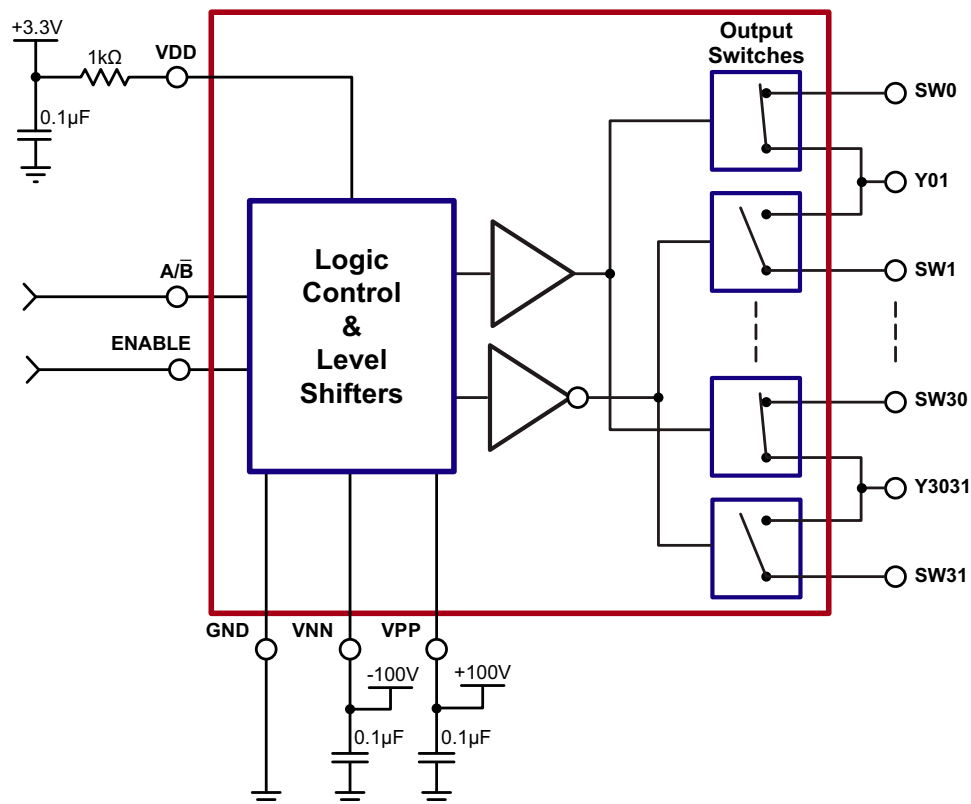 +3.3V
1kΩ
VDD
0.1µF
Output
Switches
SW0
Y01
SW1
A/B̅
ENABLE
Logic
Control
&
Level
Shifters
SW30
Y3031
SW31
GND
VNN
VPP
-100V
+100V
0.1µF
0.1µF